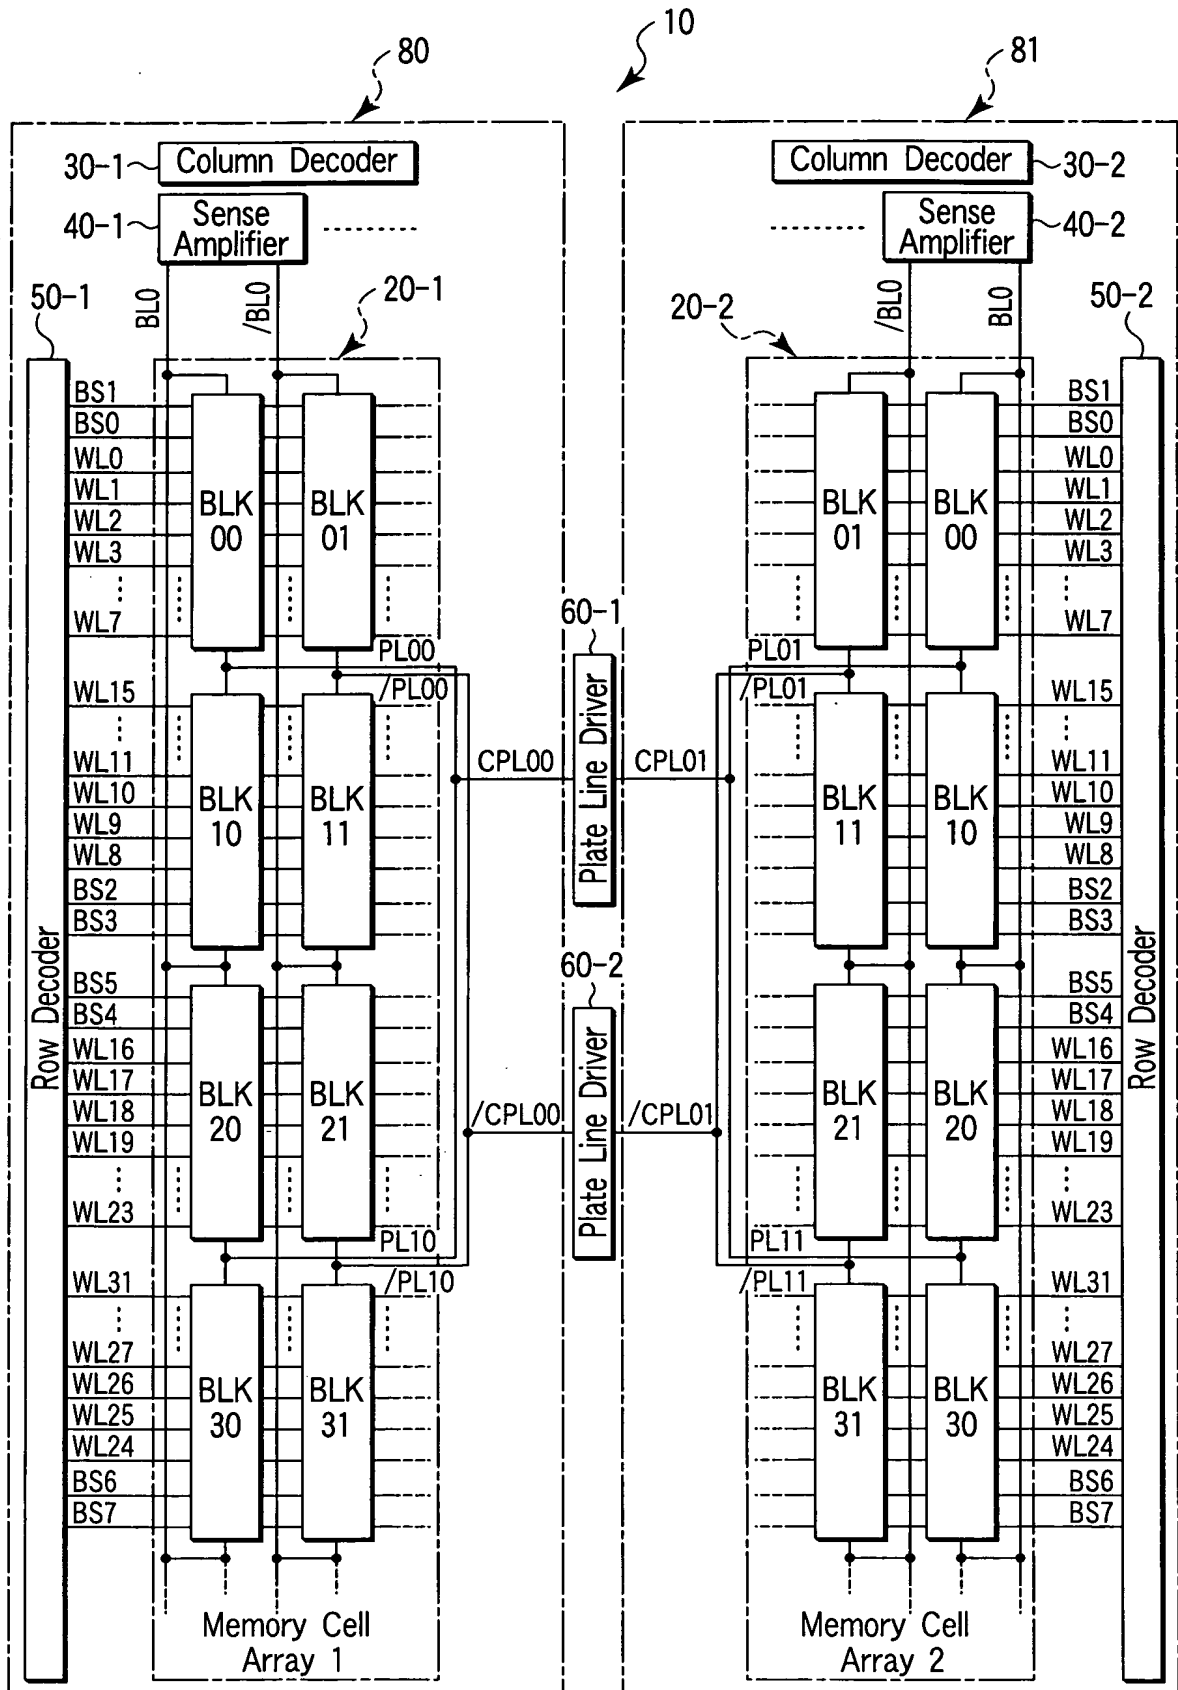 10
80
81
30-1
Column Decoder
Column Decoder
30-2
40-1
Sense
Amplifier
Sense
Amplifier
40-2
50-1
BL0
/BL0
20-1
20-2
/BL0
BL0
50-2
BS1
BS0
WL0
WL1
WL2
WL3
WL7
BLK
00
BLK
01
BLK
01
BLK
00
BS1
BS0
WL0
WL1
WL2
WL3
WL7
60-1
PL00
/PL00
PL01
/PL01
WL15
WL11
WL10
WL9
WL8
BS2
BS3
BLK
10
BLK
11
CPL00
Plate Line Driver
CPL01
BLK
11
BLK
10
WL15
WL11
WL10
WL9
WL8
BS2
BS3
60-2
Row Decoder
BS5
BS4
WL16
WL17
WL18
WL19
WL23
BLK
20
BLK
21
/CPL00
Plate Line Driver
/CPL01
BLK
21
BLK
20
BS5
BS4
WL16
WL17
WL18
WL19
WL23
Row Decoder
PL10
/PL10
PL11
/PL11
WL31
WL27
WL26
WL25
WL24
BS6
BS7
BLK
30
BLK
31
BLK
31
BLK
30
WL31
WL27
WL26
WL25
WL24
BS6
BS7
Memory Cell
Array 1
Memory Cell
Array 2